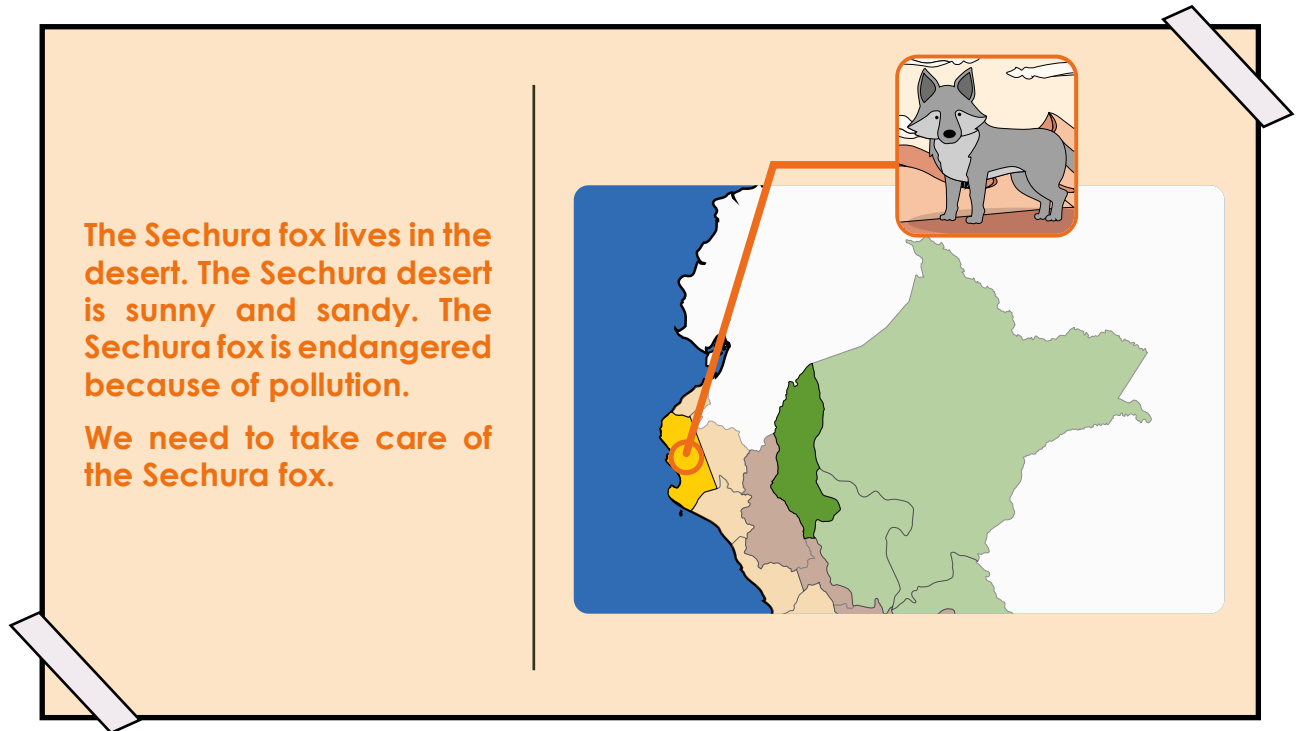 The Sechura fox lives in the
desert. The Sechura desert
is sunny and sandy. The
Sechura fox is endangered
because of pollution.
We need to take care of
the Sechura fox.